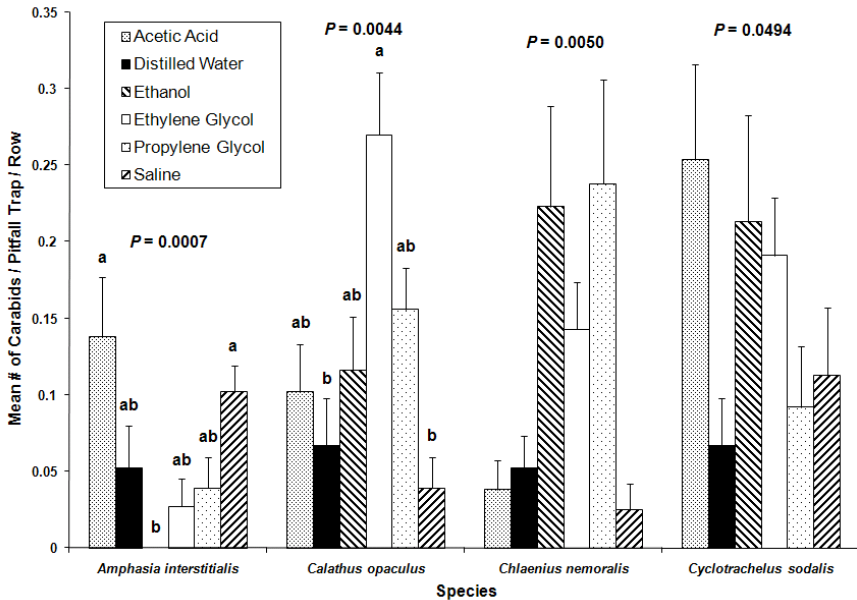 Mean # of Carabids / Pitfall Trap / Row
0.35
0.3
0.25
0.2
0.15
0.1
0.05
0
Acetic Acid
Distilled Water
Ethanol
Ethylene Glycol
Propylene Glycol
Saline
P = 0.0007
a
ab
b
ab
ab
a
P = 0.0044
ab
b
ab
a
ab
b
P = 0.0050
P = 0.0494
Amphasia interstitialis
Calathus opaculus
Chlaenius nemoralis
Cyclotrachelus sodalis
Species